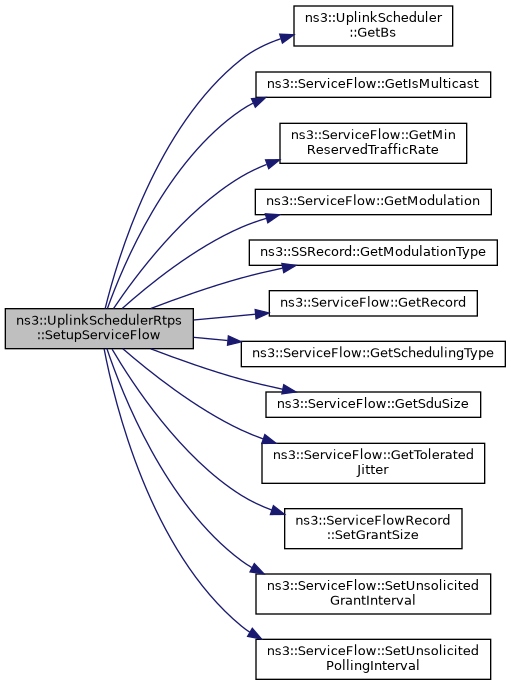 ns3::UplinkScheduler
::GetBs
ns3::ServiceFlow::GetIsMulticast
ns3::ServiceFlow::GetMin
ReservedTrafficRate
ns3::ServiceFlow::GetModulation
ns3::SSRecord::GetModulationType
ns3::UplinkSchedulerRtps
::SetupServiceFlow
ns3::ServiceFlow::GetRecord
ns3::ServiceFlow::GetSchedulingType
ns3::ServiceFlow::GetSduSize
ns3::ServiceFlow::GetTolerated
Jitter
ns3::ServiceFlowRecord
::SetGrantSize
ns3::ServiceFlow::SetUnsolicited
GrantInterval
ns3::ServiceFlow::SetUnsolicited
PollingInterval